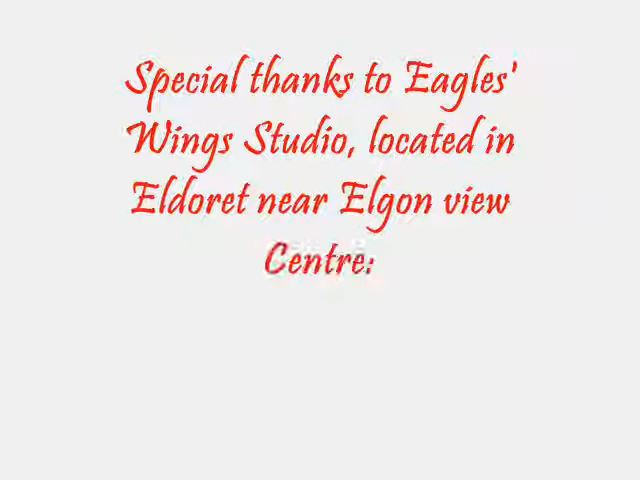 Special thanks to Eagles'
Wings Studio, located in
Eldoret near Elgon view
Centre: